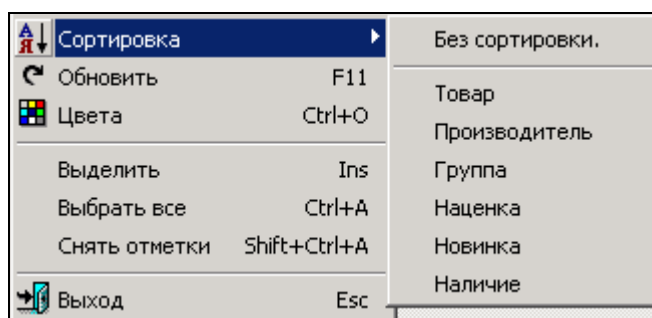 Сортировка
Обновить F11
Цвета Ctrl+O
Выделить Ins
Выбрать все Ctrl+A
Снять отметки Shift+Ctrl+A
Выход Esc
Без сортировки.
Товар
Производитель
Группа
Наценка
Новинка
Наличие